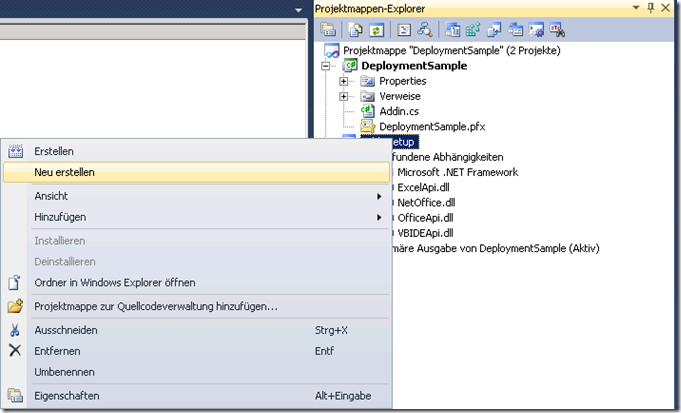 Projektmappen-Explorer
Projektmappe "DeploymentSample" (2 Projekte)
DeploymentSample
Properties
Verweise
Addin.cs
DeploymentSample.pfx
etup
fundene Abhängigkeiten
Microsoft .NET Framework
ExcelApi.dll
NetOffice.dll
OfficeApi.dll
VBIDEApi.dll
märe Ausgabe von DeploymentSample (Aktiv)
Erstellen
Neu erstellen
Ansicht
Hinzufügen
Installieren
Deinstallieren
Ordner in Windows Explorer öffnen
Projektmappe zur Quellcodeverwaltung hinzufügen...
Ausschneiden Strg+X
Entfernen Entf
Umbenennen
Eigenschaften Alt+Eingabe